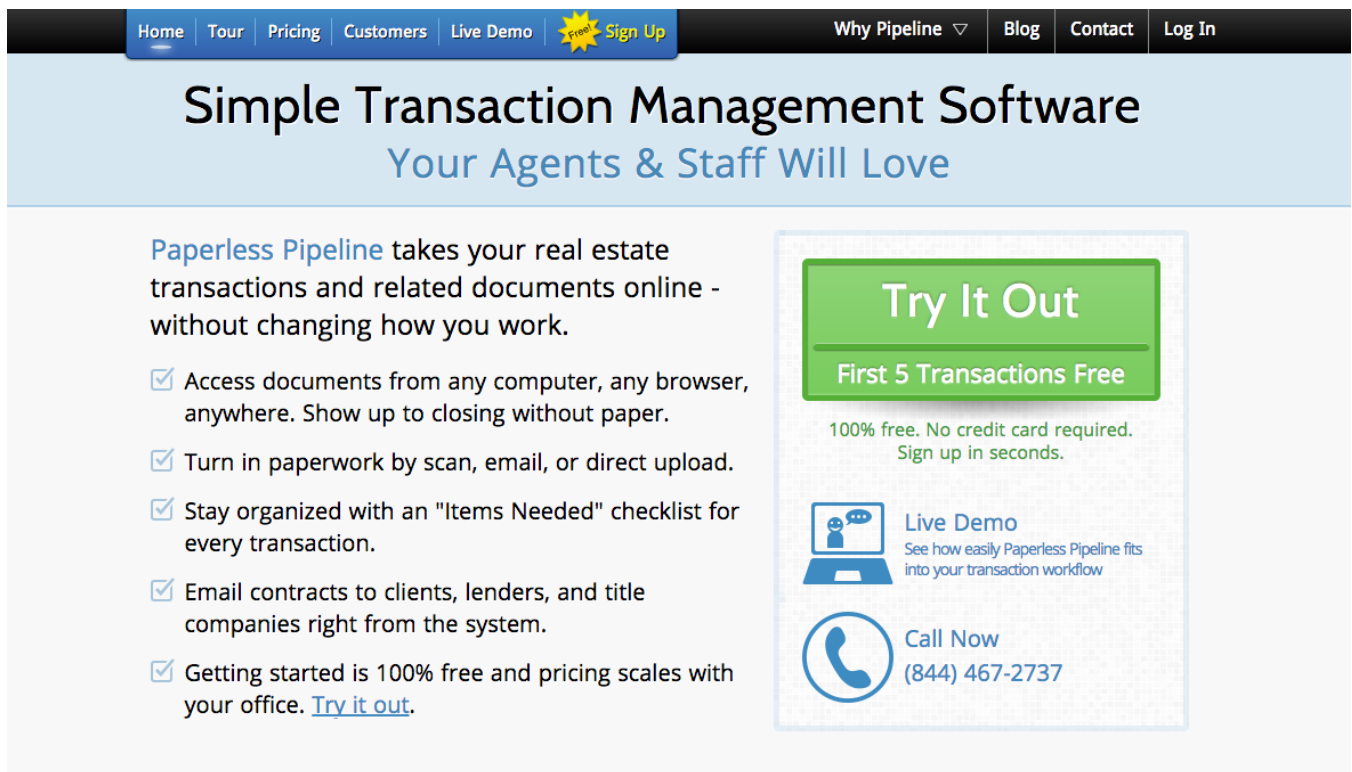 Home Tour Pricing Customers Live Demo Free! Sign Up Why Pipeline ▽ Blog Contact Log In
Simple Transaction Management Software
Your Agents & Staff Will Love
Paperless Pipeline takes your real estate
transactions and related documents online -
without changing how you work.
Access documents from any computer, any browser,
anywhere. Show up to closing without paper.
Turn in paperwork by scan, email, or direct upload.
Stay organized with an "Items Needed" checklist for
every transaction.
Email contracts to clients, lenders, and title
companies right from the system.
Getting started is 100% free and pricing scales with
your office. Try it out.
Try It Out
First 5 Transactions Free
100% free. No credit card required.
Sign up in seconds.
Live Demo
See how easily Paperless Pipeline fits
into your transaction workflow
Call Now
(844) 467-2737